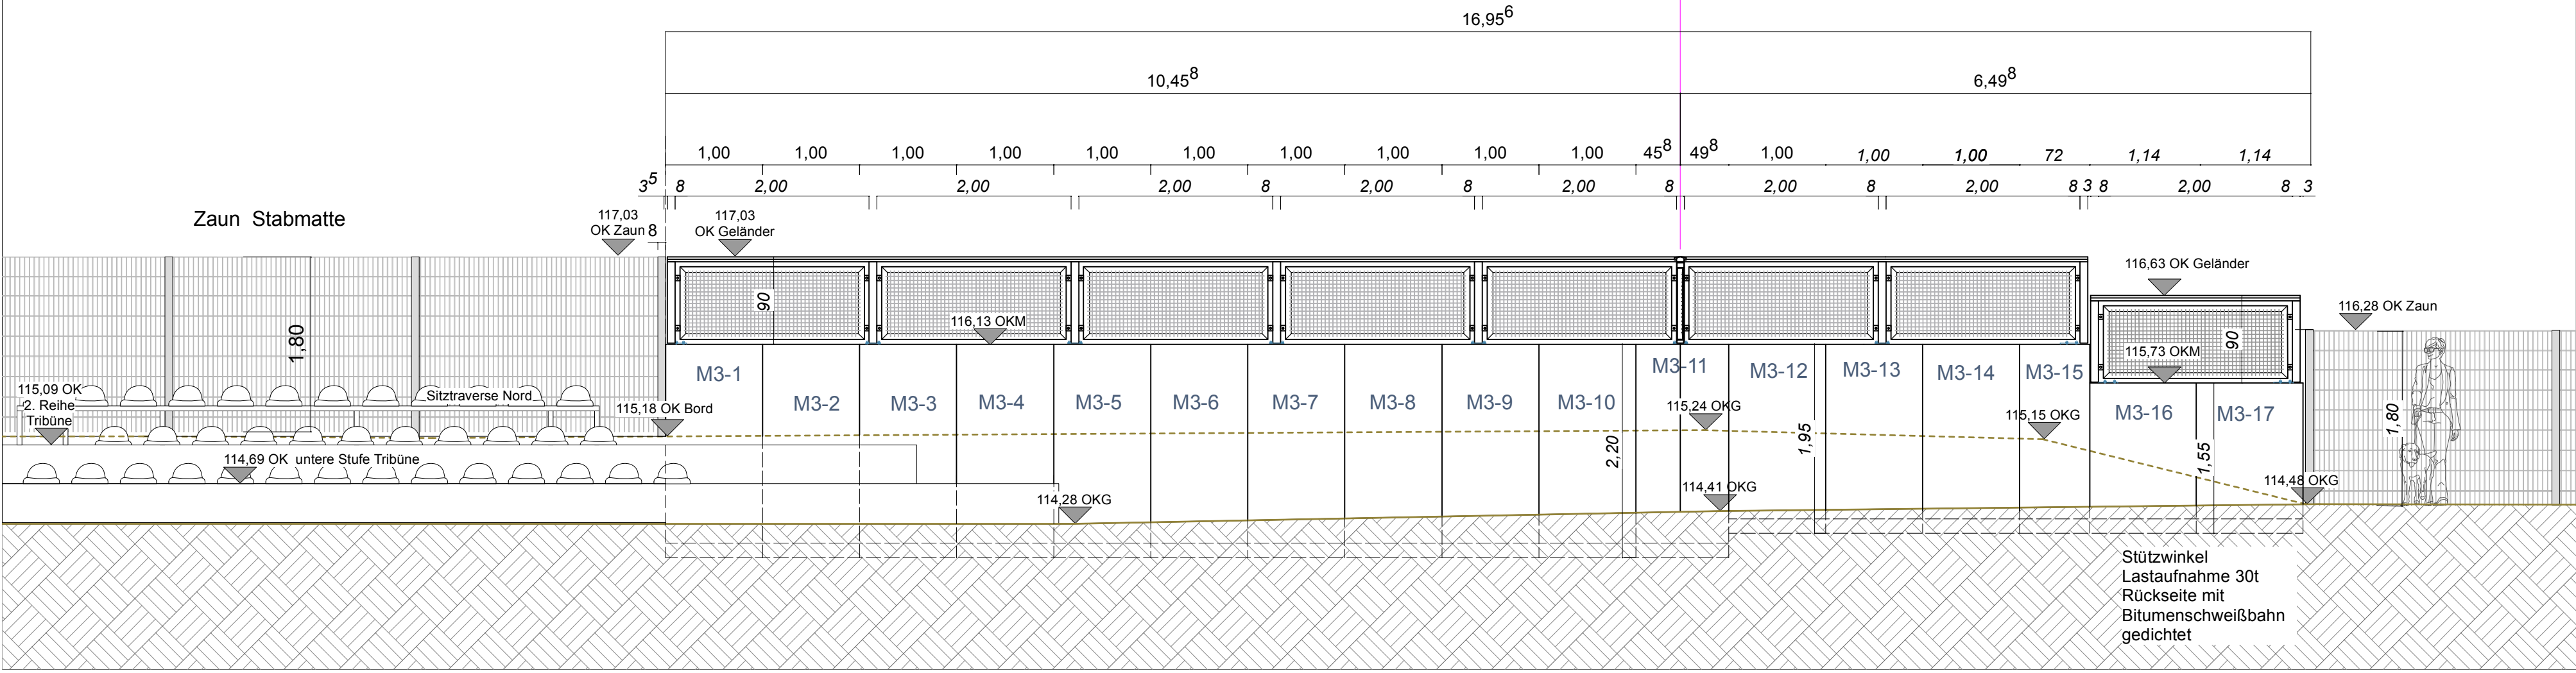 16,95⁶
10,45⁸ 6,49⁸
1,00 1,00 1,00 1,00 1,00 1,00 1,00 1,00 1,00 1,00 45⁸ 49⁸ 1,00 1,00 1,00 72 1,14 1,14
3⁵ 8 2,00 2,00 2,00 8 2,00 8 2,00 8 2,00 8 2,00 8 3 8 2,00 8 3
Zaun Stabmatte
117,03
OK Zaun
8
117,03
OK Geländer
116,63 OK Geländer
116,28 OK Zaun
90
116,13 OKM
1,80
90
115,73 OKM
M3-1
M3-2
M3-3
M3-4
M3-5
M3-6
M3-7
M3-8
M3-9
M3-10
M3-11
M3-12
M3-13
M3-14
M3-15
M3-16
M3-17
115,09 OK
2. Reihe
Tribüne
Sitztraverse Nord
115,18 OK Bord
115,24 OKG
115,15 OKG
1,80
2,20
1,95
1,55
114,69 OK untere Stufe Tribüne
114,28 OKG
114,41 OKG
114,48 OKG
Stützwinkel
Lastaufnahme 30t
Rückseite mit
Bitumenschweißbahn
gedichtet